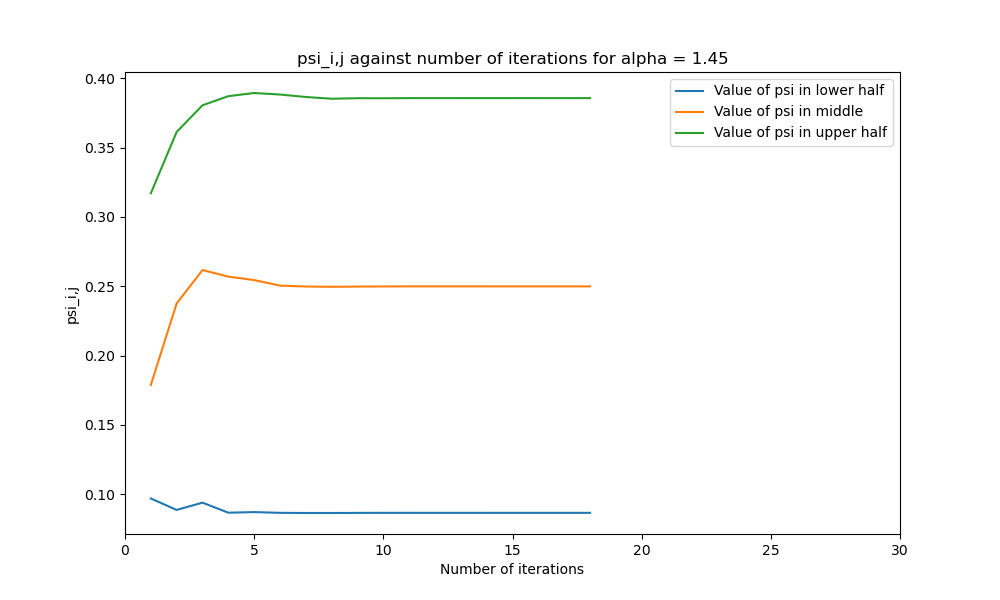 psi_i,j against number of iterations for alpha = 1.45
Value of psi in lower half
Value of psi in middle
Value of psi in upper half
psi_i,j
0.40
0.35
0.30
0.25
0.20
0.15
0.10
0
5
10
15
20
25
30
Number of iterations